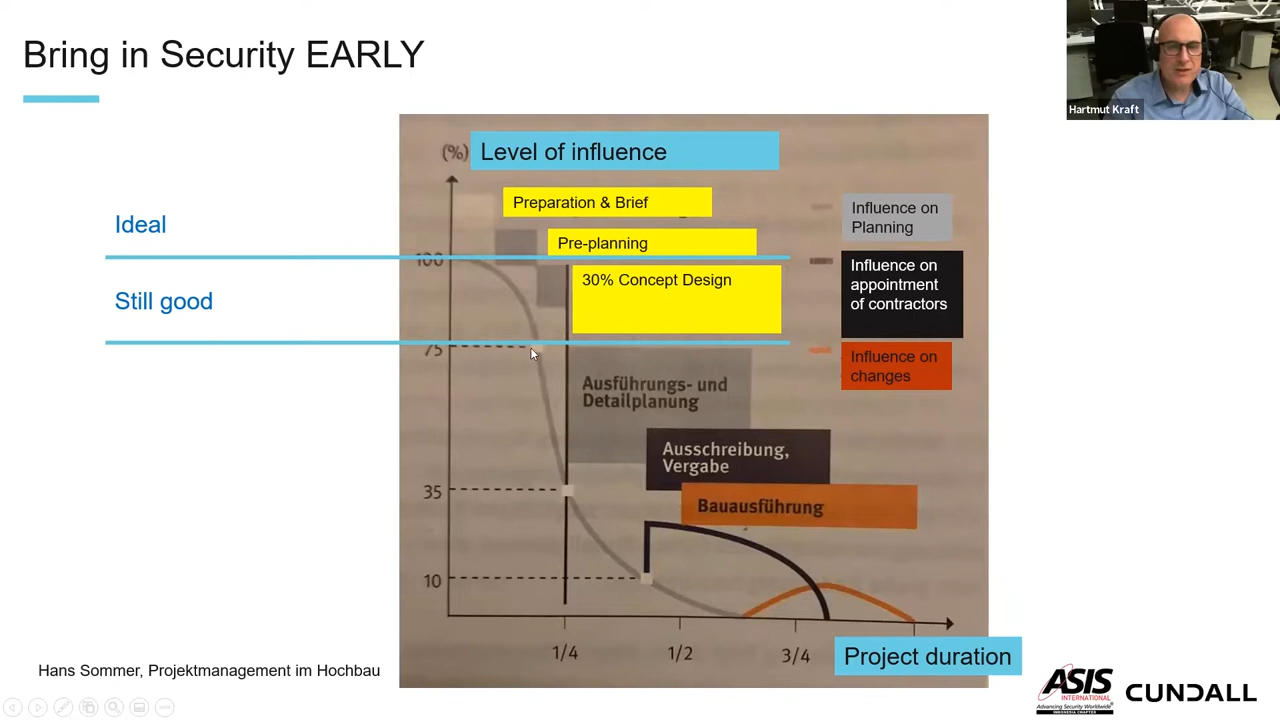 Bring in Security EARLY
Hartmut Kraft
(%)
Level of influence
Preparation & Brief
Pre-planning
30% Concept Design
Ideal
Still good
100
75
35
10
Influence on
Planning
Influence on
appointment
of contractors
Influence on
changes
Ausführungs- und
Detailplanung
Ausschreibung,
Vergabe
Bauausführung
1/4
1/2
3/4
Project duration
Hans Sommer, Projektmanagement im Hochbau
ASIS
INTERNATIONAL
Advancing Security Worldwide
INDONESIA CHAPTER
CUNDALL